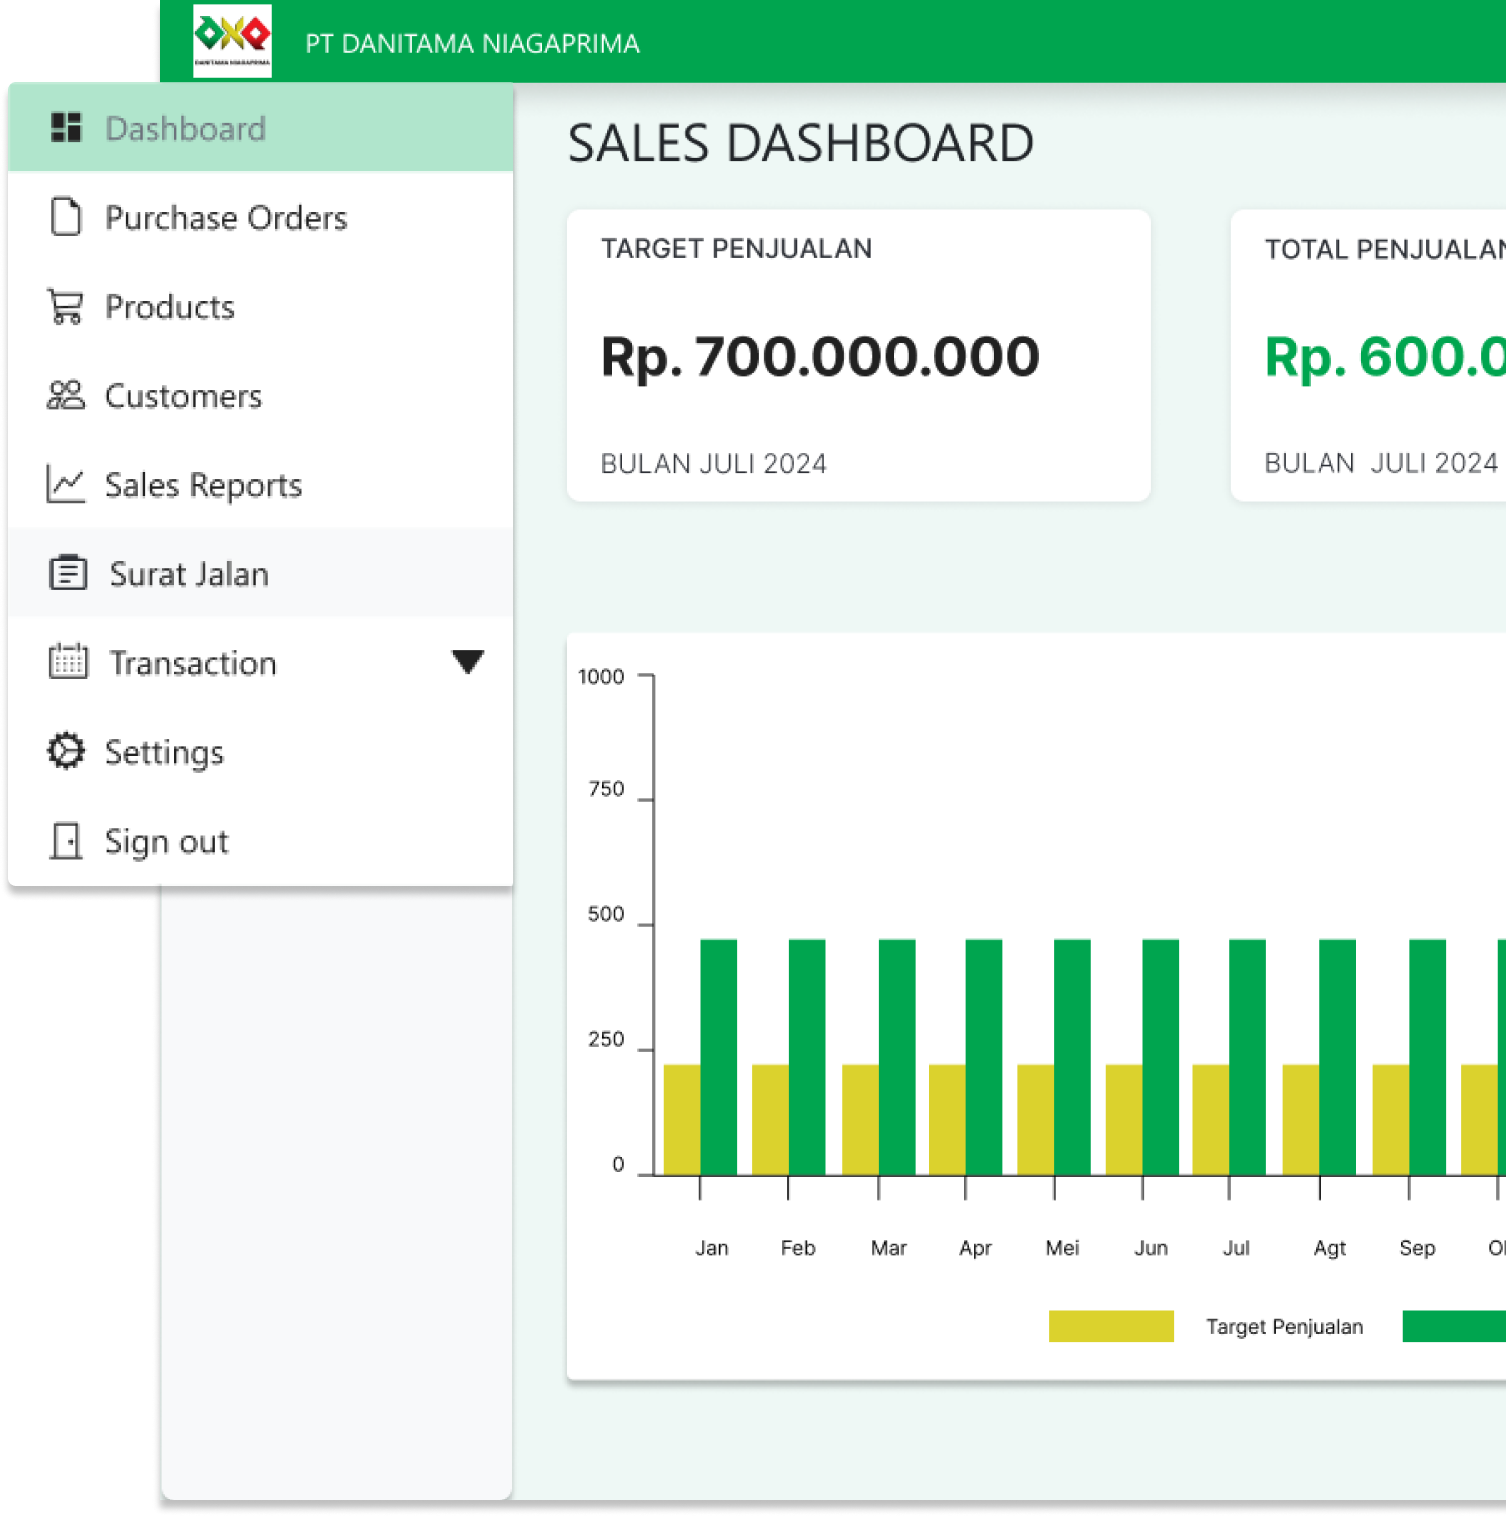 DANITAMA NIAGAPRIMA
PT DANITAMA NIAGAPRIMA
Dashboard
Purchase Orders
Products
Customers
Sales Reports
Surat Jalan
Transaction
Settings
Sign out
SALES DASHBOARD
TARGET PENJUALAN
Rp. 700.000.000
BULAN JULI 2024
TOTAL PENJUALAN
Rp. 600.0
BULAN JULI 2024
1000
750
500
250
0
Jan Feb Mar Apr Mei Jun Jul Agt Sep
Target Penjualan